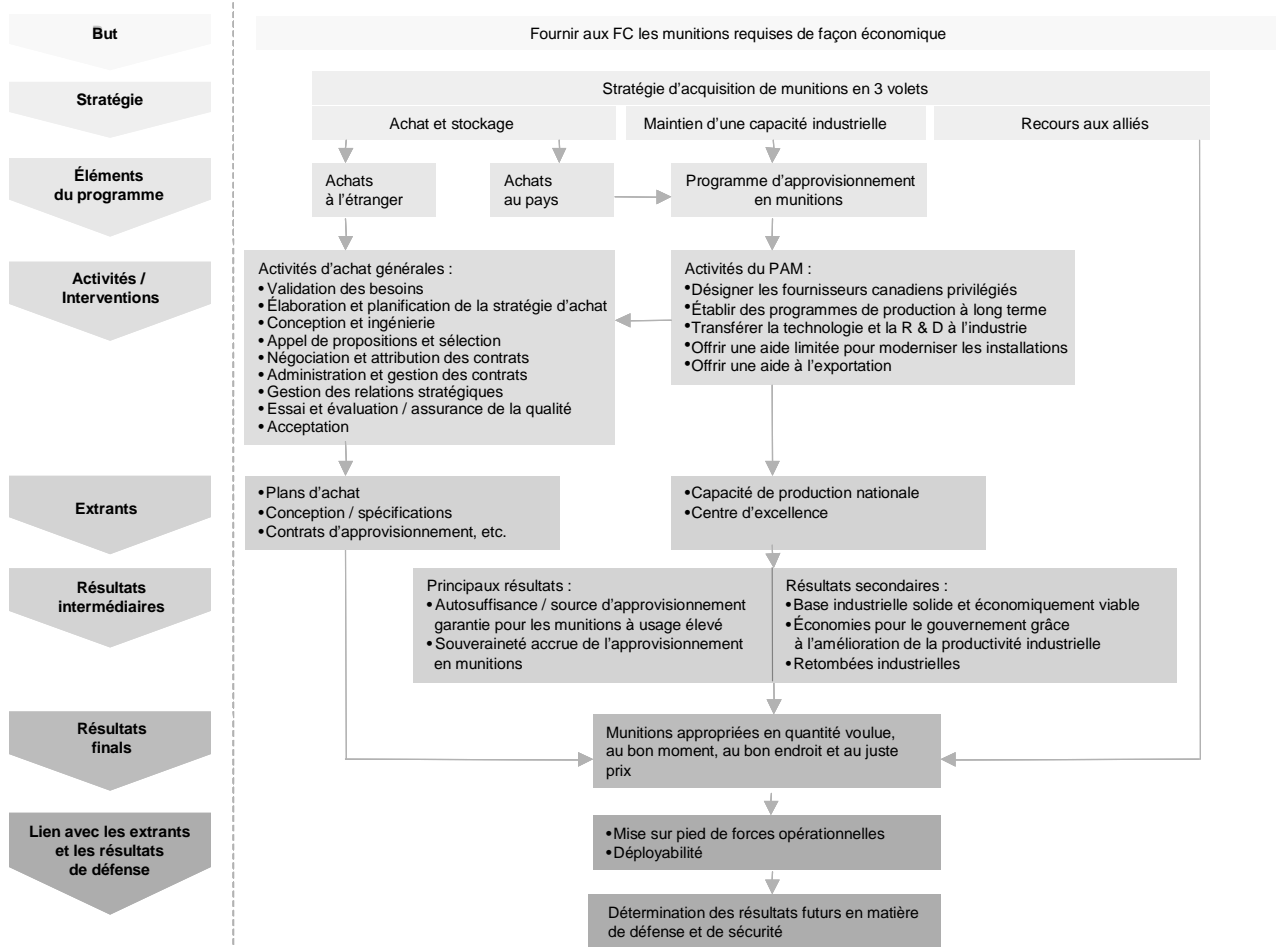 But
Fournir aux FC les munitions requises de façon économique
Stratégie
Stratégie d'acquisition de munitions en 3 volets
Achat et stockage
Maintien d'une capacité industrielle
Recours aux alliés
Éléments
du programme
Achats
à l'étranger
Achats
au pays
Programme d'approvisionnement
en munitions
Activités /
Interventions
Activités d'achat générales :
• Validation des besoins
• Élaboration et planification de la stratégie d'achat
• Conception et ingénierie
• Appel de propositions et sélection
• Négociation et attribution des contrats
• Administration et gestion des contrats
• Gestion des relations stratégiques
• Essai et évaluation / assurance de la qualité
• Acceptation
Activités du PAM :
• Désigner les fournisseurs canadiens privilégiés
• Établir des programmes de production à long terme
• Transférer la technologie et la R & D à l'industrie
• Offrir une aide limitée pour moderniser les installations
• Offrir une aide à l'exportation
Extrants
• Plans d'achat
• Conception / spécifications
• Contrats d'approvisionnement, etc.
• Capacité de production nationale
• Centre d'excellence
Résultats
intermédiaires
Principaux résultats :
• Autosuffisance / source d'approvisionnement
garantie pour les munitions à usage élevé
• Souveraineté accrue de l'approvisionnement
en munitions
Résultats secondaires :
• Base industrielle solide et économiquement viable
• Économies pour le gouvernement grâce
à l'amélioration de la productivité industrielle
• Retombées industrielles
Résultats
finals
Munitions appropriées en quantité voulue,
au bon moment, au bon endroit et au juste
prix
Lien avec les extrants
et les résultats
de défense
• Mise sur pied de forces opérationnelles
• Déployabilité
Détermination des résultats futurs en matière
de défense et de sécurité